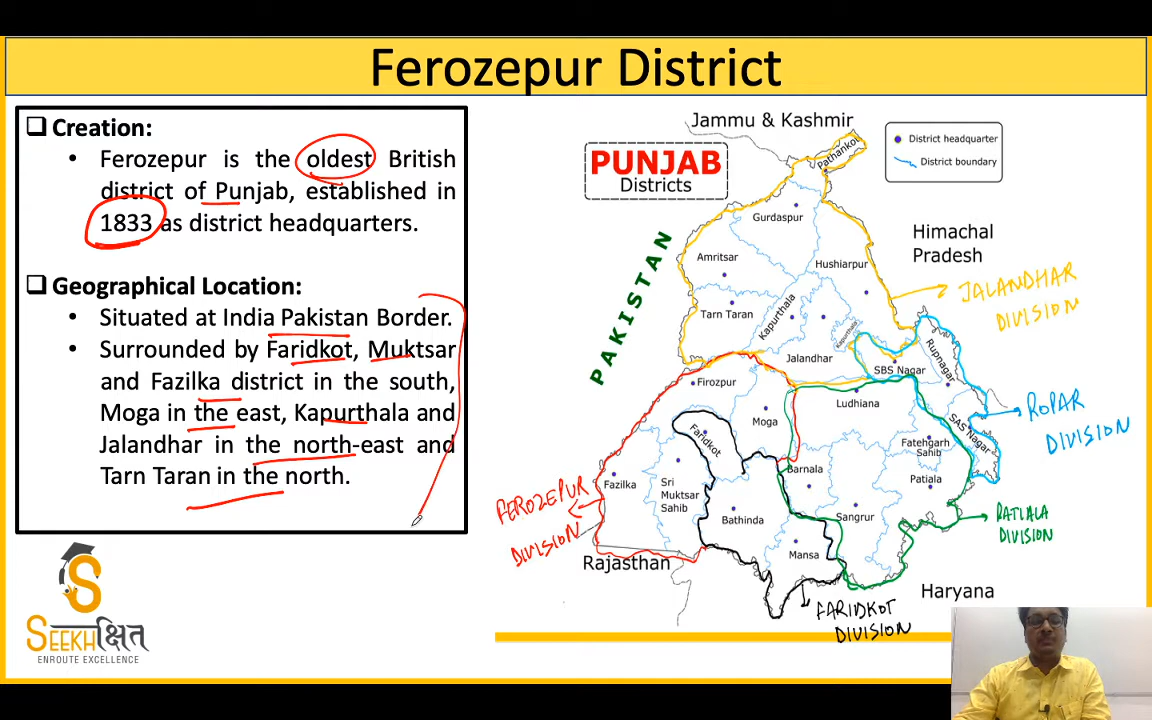 Ferozepur District
❑ Creation:
• Ferozepur is the oldest British
district of Punjab, established in
1833 as district headquarters.
❑ Geographical Location:
• Situated at India Pakistan Border.
• Surrounded by Faridkot, Muktsar
and Fazilka district in the south,
Moga in the east, Kapurthala and
Jalandhar in the north-east and
Tarn Taran in the north.
SEEKHक्षित
ENROUTE EXCELLENCE
Jammu & Kashmir
PUNJAB
Districts
District headquarter
District boundary
Pathankot
Gurdaspur
Himachal
Pradesh
PAKISTAN
Amritsar
Hushiarpur
JALANDHAR
DIVISION
Tarn Taran
Kapurthala
Kapurthala
Jalandhar
SBS Nagar
Rupnagar
Firozpur
Ludhiana
ROPAR
DIVISION
Moga
SAS Nagar
Faridkot
Fatehgarh
Sahib
Barnala
Fazilka
Sri
Muktsar
Sahib
Patiala
FEROZEPUR
DIVISION
Bathinda
Sangrur
PATIALA
DIVISION
Mansa
Rajasthan
Haryana
FARIDKOT
DIVISION